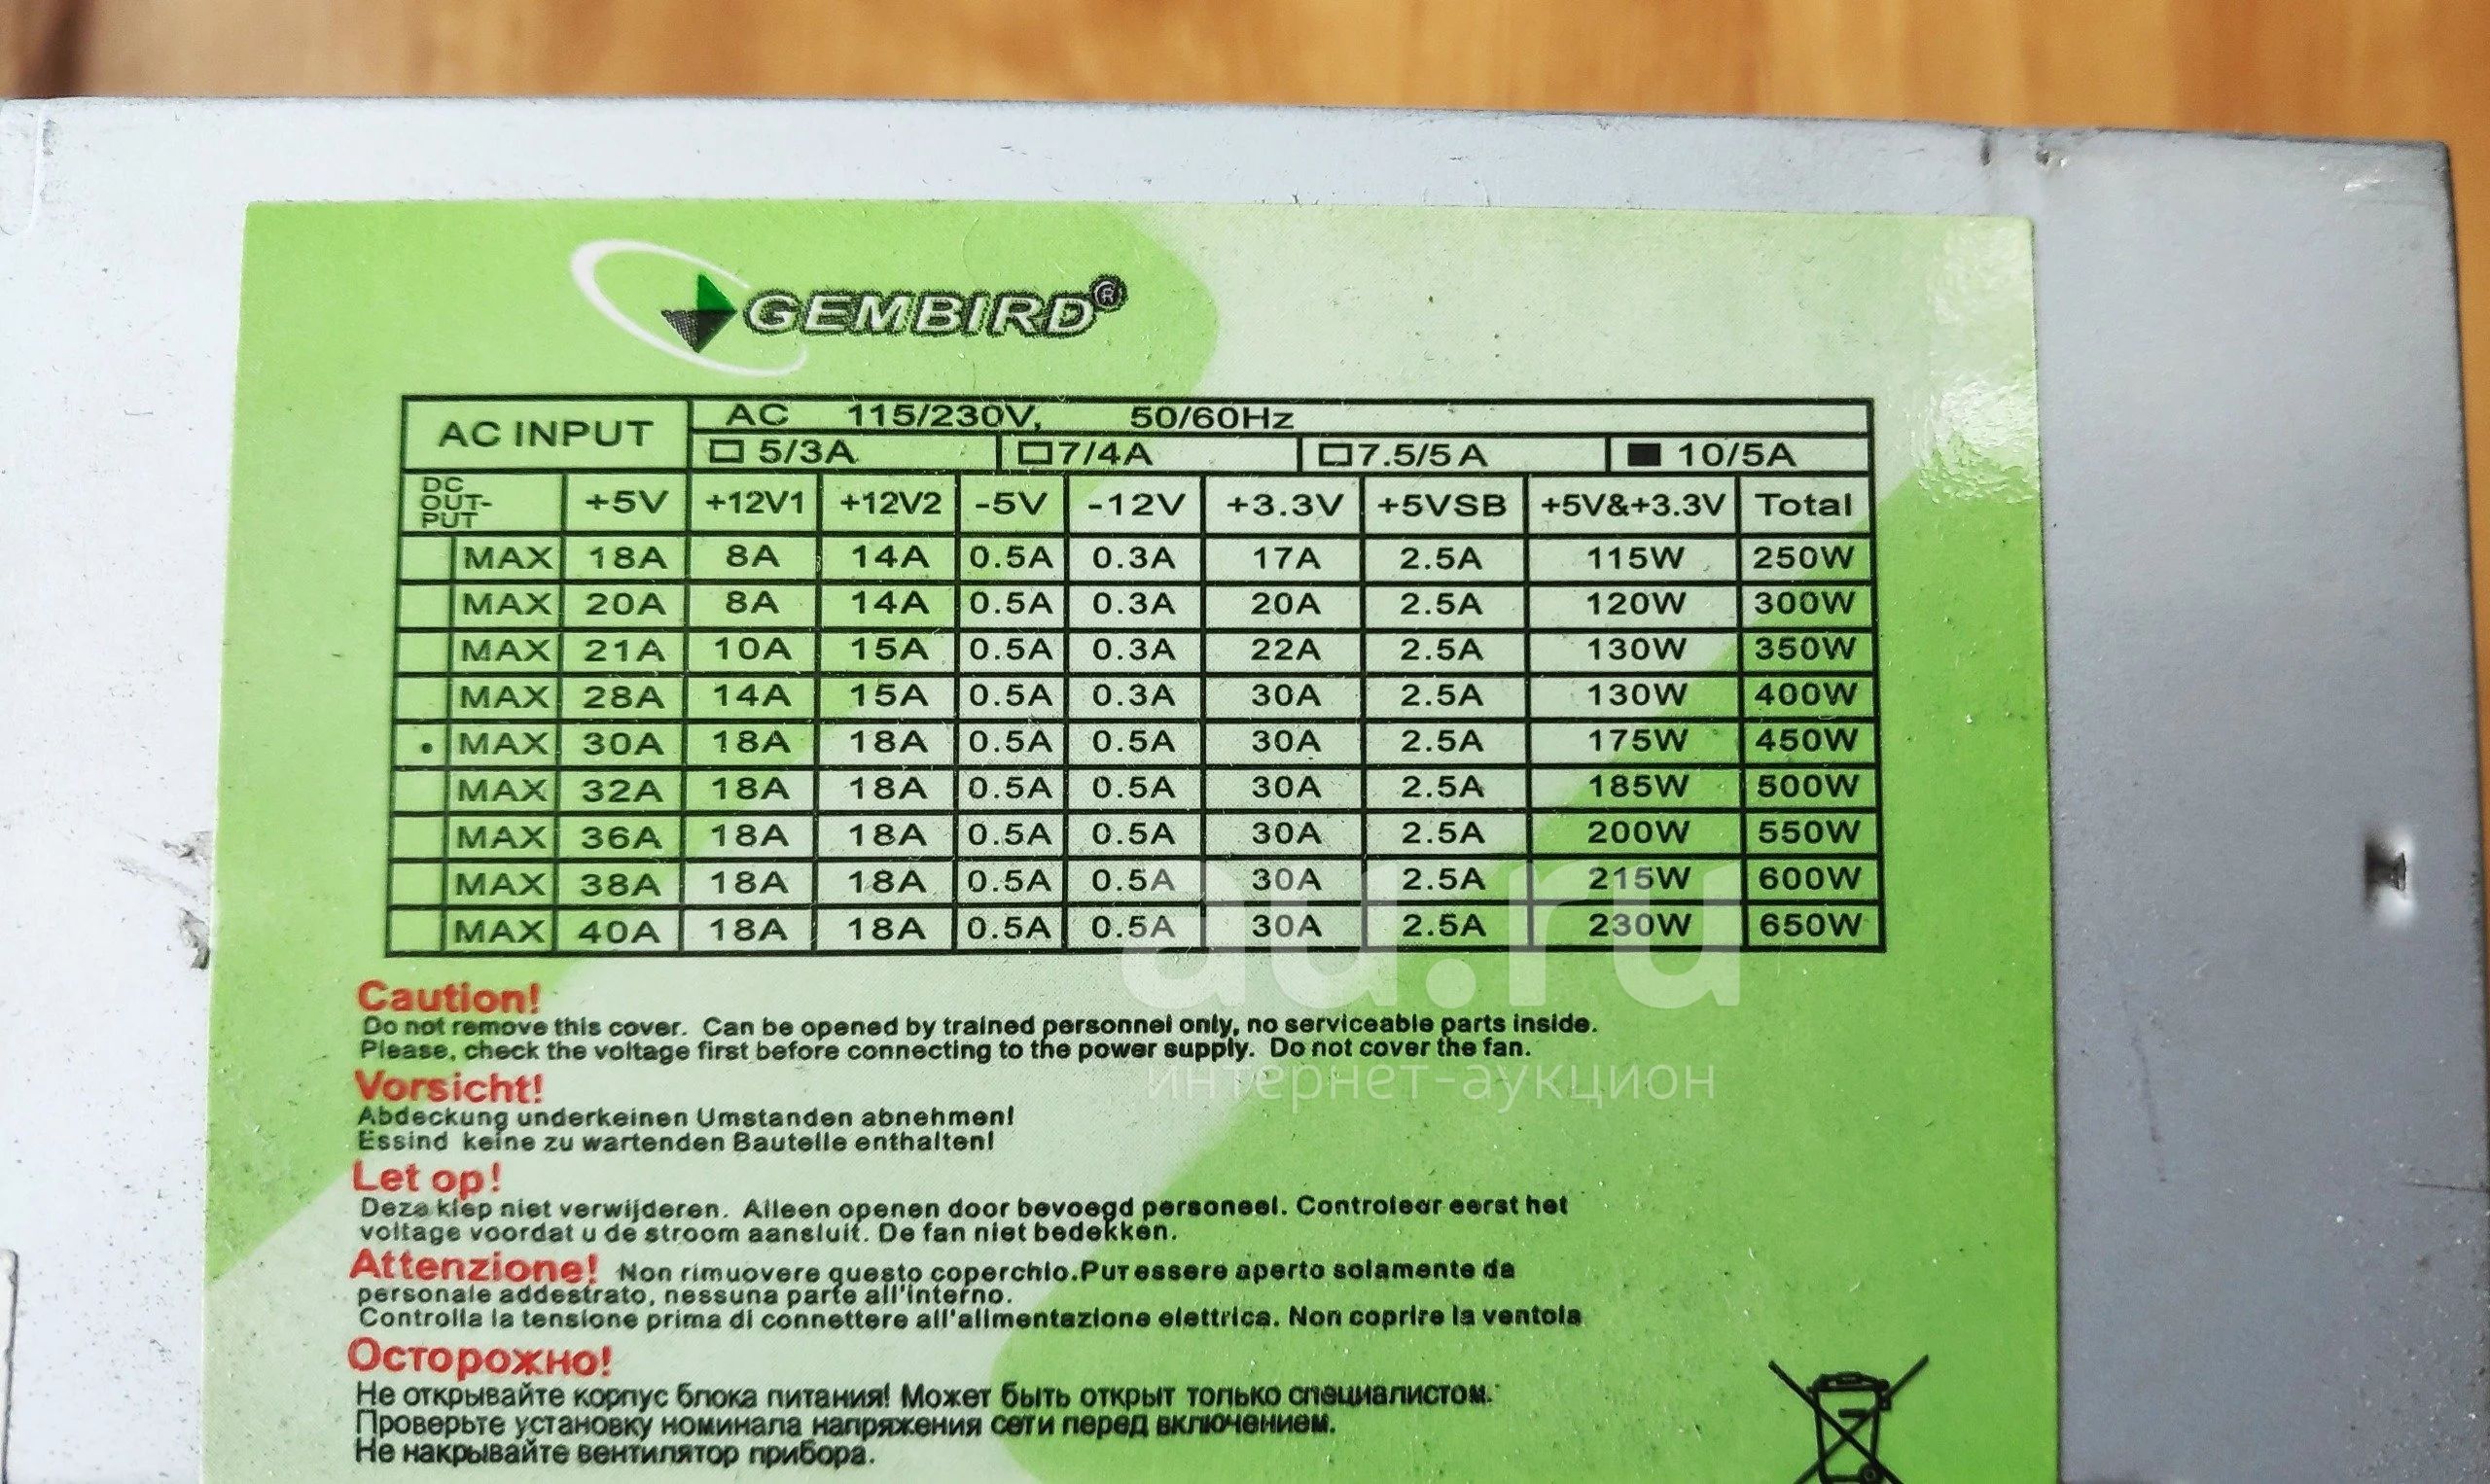 GEMBIRD®
AC INPUT AC 115/230V, 50/60Hz
□ 5/3A □ 7/4A □ 7.5/5A ■ 10/5A
DC OUT-PUT +5V +12V1 +12V2 -5V -12V +3.3V +5VSB +5V&+3.3V Total
MAX 18A 8A 14A 0.5A 0.3A 17A 2.5A 115W 250W
MAX 20A 8A 14A 0.5A 0.3A 20A 2.5A 120W 300W
MAX 21A 10A 15A 0.5A 0.3A 22A 2.5A 130W 350W
MAX 28A 14A 15A 0.5A 0.3A 30A 2.5A 130W 400W
• MAX 30A 18A 18A 0.5A 0.5A 30A 2.5A 175W 450W
MAX 32A 18A 18A 0.5A 0.5A 30A 2.5A 185W 500W
MAX 36A 18A 18A 0.5A 0.5A 30A 2.5A 200W 550W
MAX 38A 18A 18A 0.5A 0.5A 30A 2.5A 215W 600W
MAX 40A 18A 18A 0.5A 0.5A 30A 2.5A 230W 650W
au.ru
интернет-аукцион
Caution!
Do not remove this cover. Can be opened by trained personnel only, no serviceable parts inside.
Please, check the voltage first before connecting to the power supply. Do not cover the fan.
Vorsicht!
Abdeckung underkeinen Umstanden abnehmen!
Essind keine zu wartenden Bautelle enthalten!
Let op!
Deze klep niet verwijderen. Alleen openen door bevoegd personeel. Controleer eerst het
voltage voordat u de stroom aansluit. De fan niet bedekken.
Attenzione! Non rimuovere questo coperchio.Pur essere aperto solamente da
personale addestrato, nessuna parte all'interno.
Controlla la tensione prima di connettere all'alimentazione elettrica. Non coprire la ventola
Осторожно!
Не открывайте корпус блока питания! Может быть открыт только специалистом.
Проверьте установку номинала напряжения сети перед включением.
Не накрывайте вентилятор прибора.